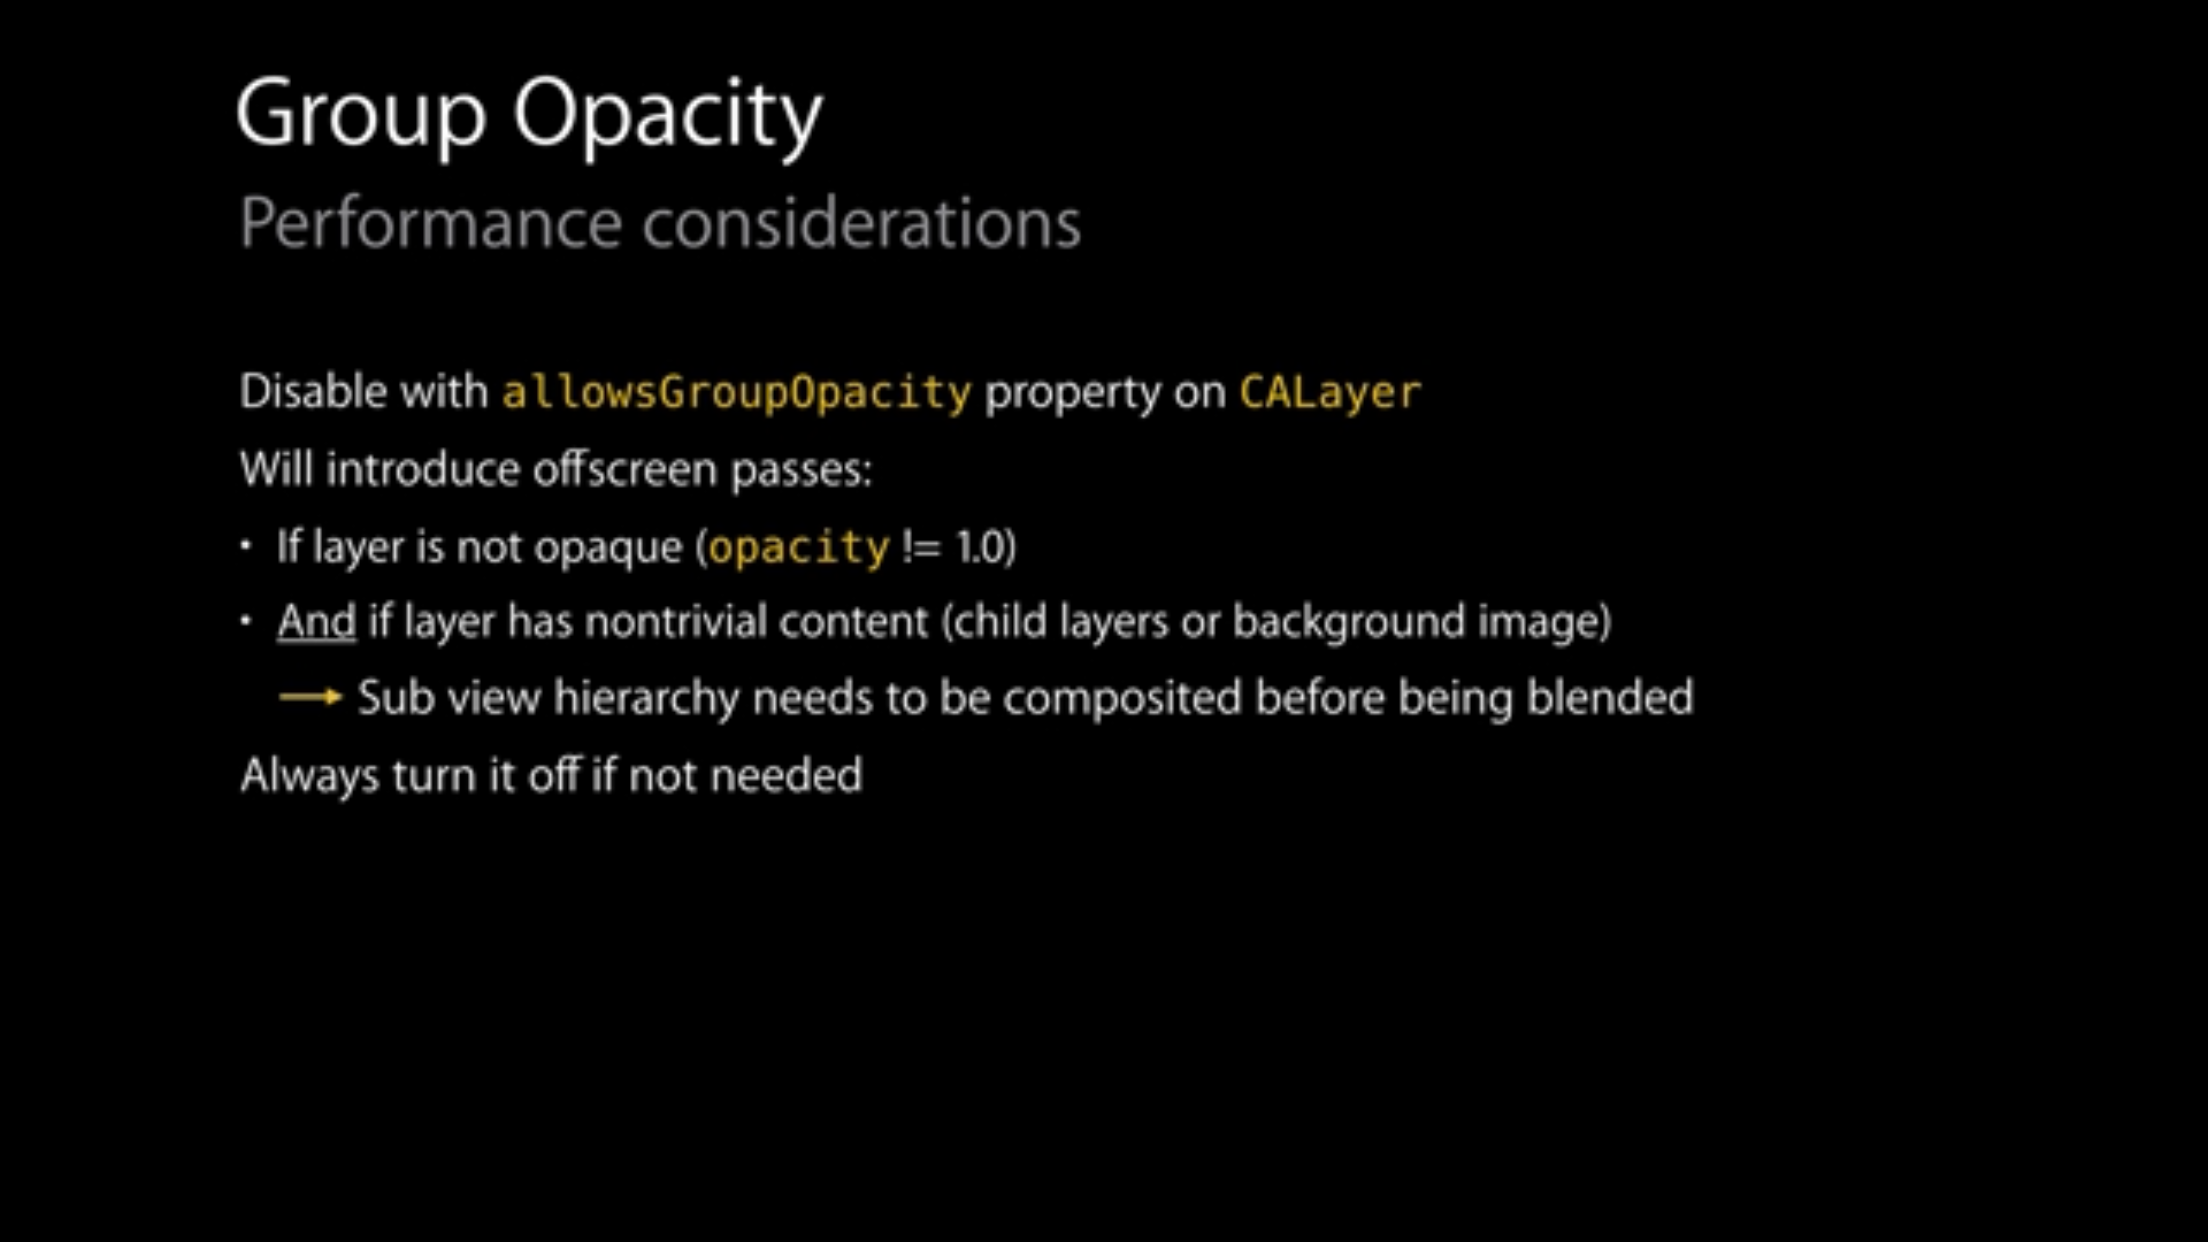 Group Opacity
Performance considerations
Disable with allowsGroupOpacity property on CALayer
Will introduce offscreen passes:
• If layer is not opaque (opacity != 1.0)
• And if layer has nontrivial content (child layers or background image)
→ Sub view hierarchy needs to be composited before being blended
Always turn it off if not needed